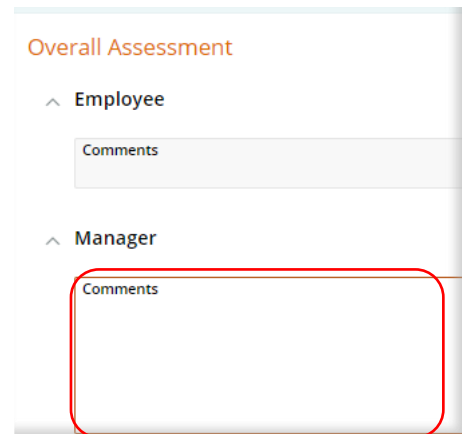 Overall Assessment
Employee
Comments
Manager
Comments